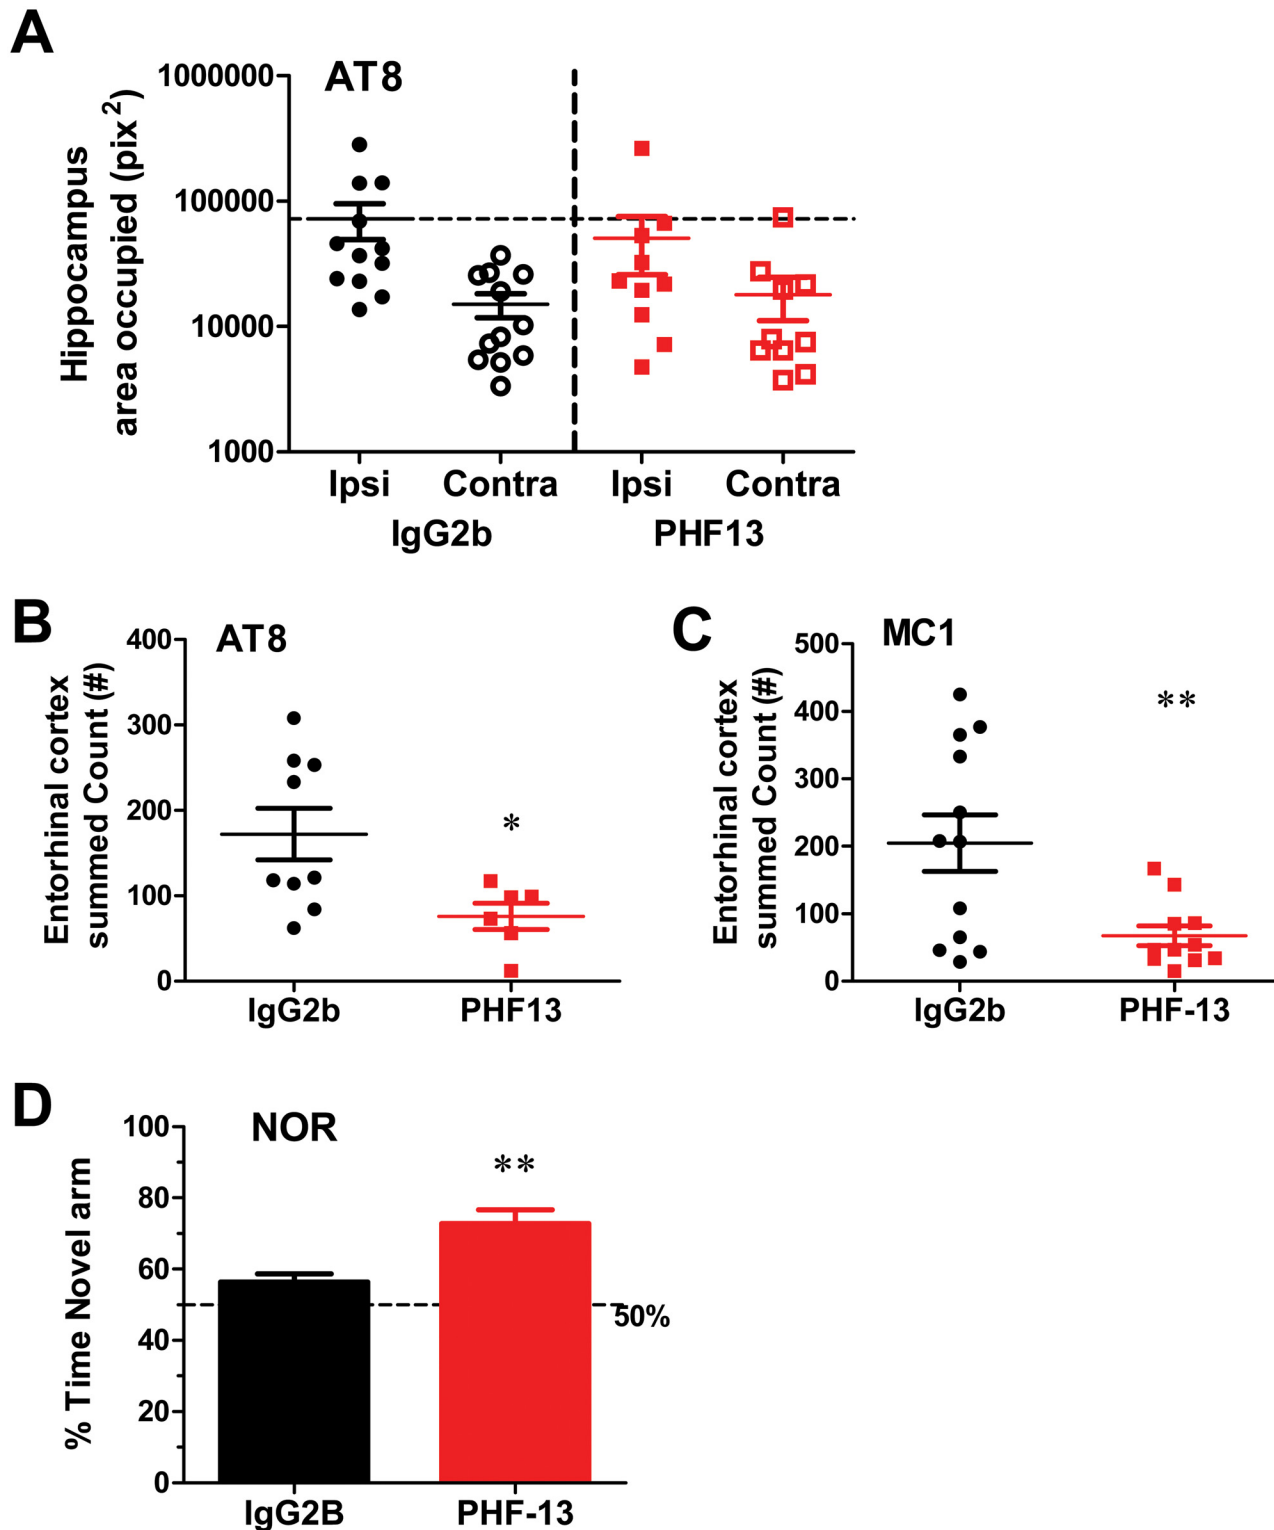 A
AT8
Hippocampus
area occupied (pix²)
1000000
100000
10000
1000
Ipsi Contra Ipsi Contra
IgG2b PHF13
B
AT8
Entorhinal cortex
summed Count (#)
400
300
200
100
0
*
IgG2b PHF13
C
MC1
Entorhinal cortex
summed Count (#)
500
400
300
200
100
0
**
IgG2b PHF-13
D
NOR
% Time Novel arm
100
80
60
40
20
0
**
50%
IgG2B PHF-13